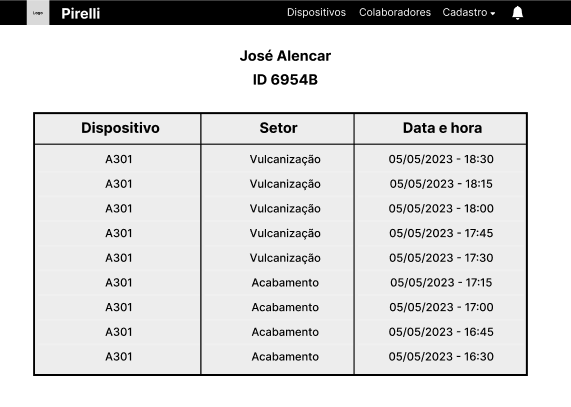 Logo Pirelli Dispositivos Colaboradores Cadastro
José Alencar
ID 6954B
Dispositivo Setor Data e hora
A301 Vulcanização 05/05/2023 - 18:30
A301 Vulcanização 05/05/2023 - 18:15
A301 Vulcanização 05/05/2023 - 18:00
A301 Vulcanização 05/05/2023 - 17:45
A301 Vulcanização 05/05/2023 - 17:30
A301 Acabamento 05/05/2023 - 17:15
A301 Acabamento 05/05/2023 - 17:00
A301 Acabamento 05/05/2023 - 16:45
A301 Acabamento 05/05/2023 - 16:30